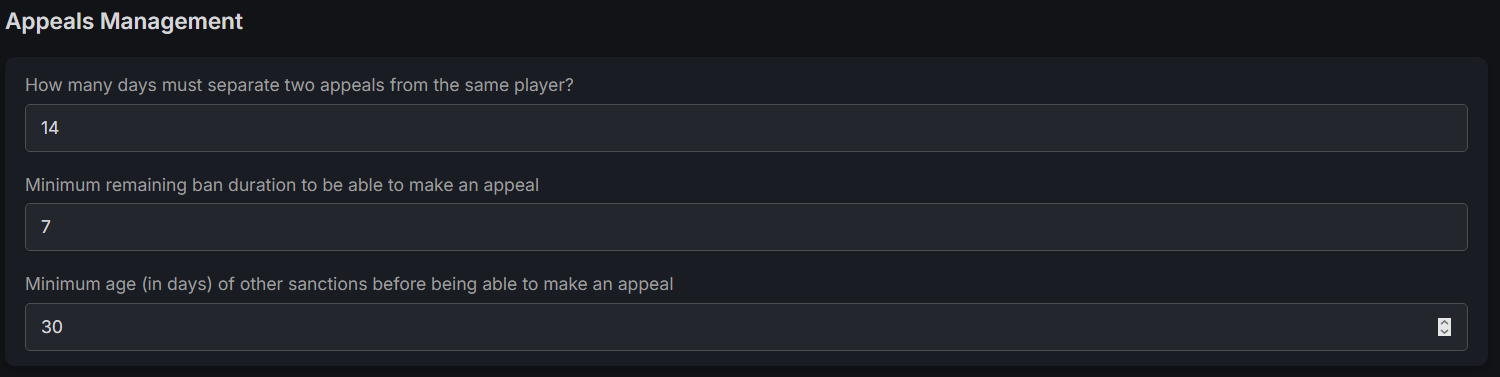 Appeals Management
How many days must separate two appeals from the same player?
14
Minimum remaining ban duration to be able to make an appeal
7
Minimum age (in days) of other sanctions before being able to make an appeal
30